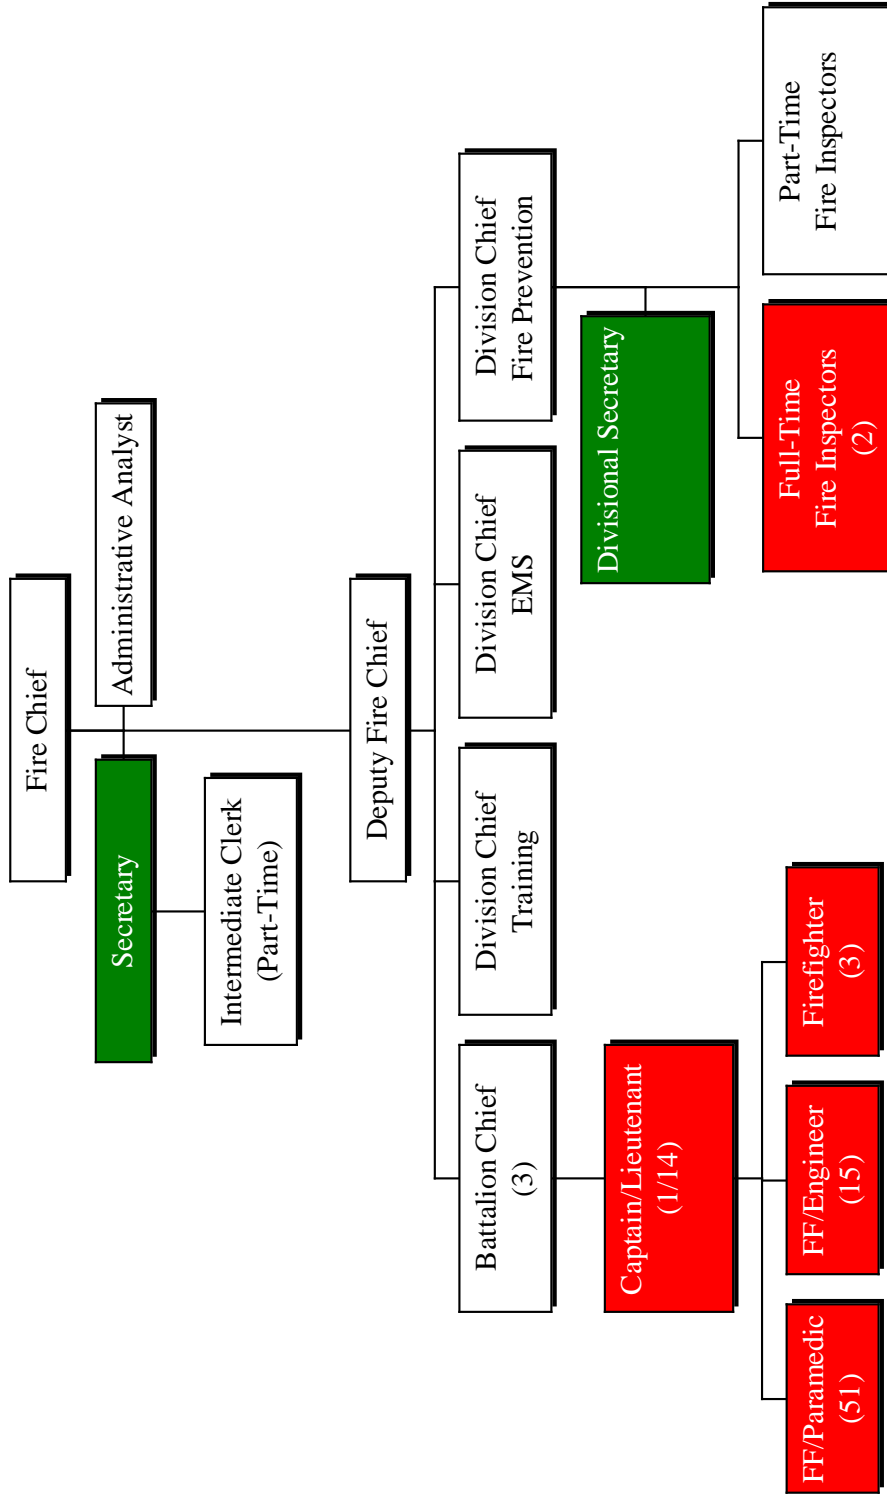 Fire Chief
Secretary
Administrative Analyst
Intermediate Clerk
(Part-Time)
Deputy Fire Chief
Battalion Chief
(3)
Division Chief
Training
Division Chief
EMS
Division Chief
Fire Prevention
Captain/Lieutenant
(1/14)
Divisional Secretary
FF/Paramedic
(51)
FF/Engineer
(15)
Firefighter
(3)
Full-Time
Fire Inspectors
(2)
Part-Time
Fire Inspectors